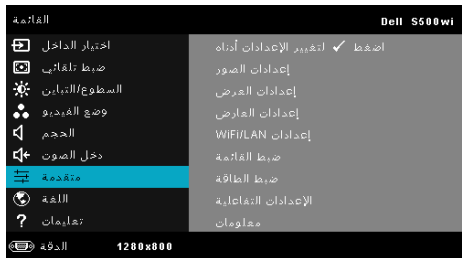 القائمة
Dell S500wi
اختيار الداخل
ضبط تلقائي
السطوع/التباين
وضع الفيديو
الحجم
دخل الصوت
متقدمة
اللغة
تعليمات
اضغط ✓ لتغيير الإعدادات أدناه
إعدادات الصور
إعدادات العرض
إعدادات العارض
إعدادات WiFi/LAN
ضبط القائمة
ضبط الطاقة
الإعدادات التفاعلية
معلومات
الدقة 1280x800